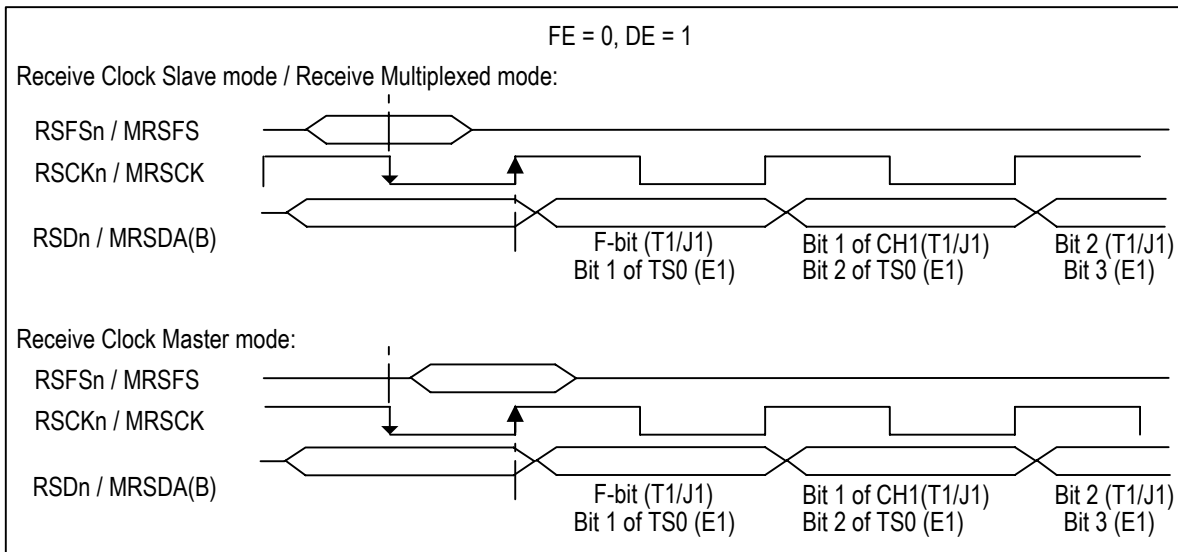 FE = 0, DE = 1
Receive Clock Slave mode / Receive Multiplexed mode:
RSFSn / MRSFS
RSCKn / MRSCK
RSDn / MRSDA(B)
F-bit (T1/J1)
Bit 1 of TS0 (E1)
Bit 1 of CH1(T1/J1)
Bit 2 of TS0 (E1)
Bit 2 (T1/J1)
Bit 3 (E1)
Receive Clock Master mode:
RSFSn / MRSFS
RSCKn / MRSCK
RSDn / MRSDA(B)
F-bit (T1/J1)
Bit 1 of TS0 (E1)
Bit 1 of CH1(T1/J1)
Bit 2 of TS0 (E1)
Bit 2 (T1/J1)
Bit 3 (E1)